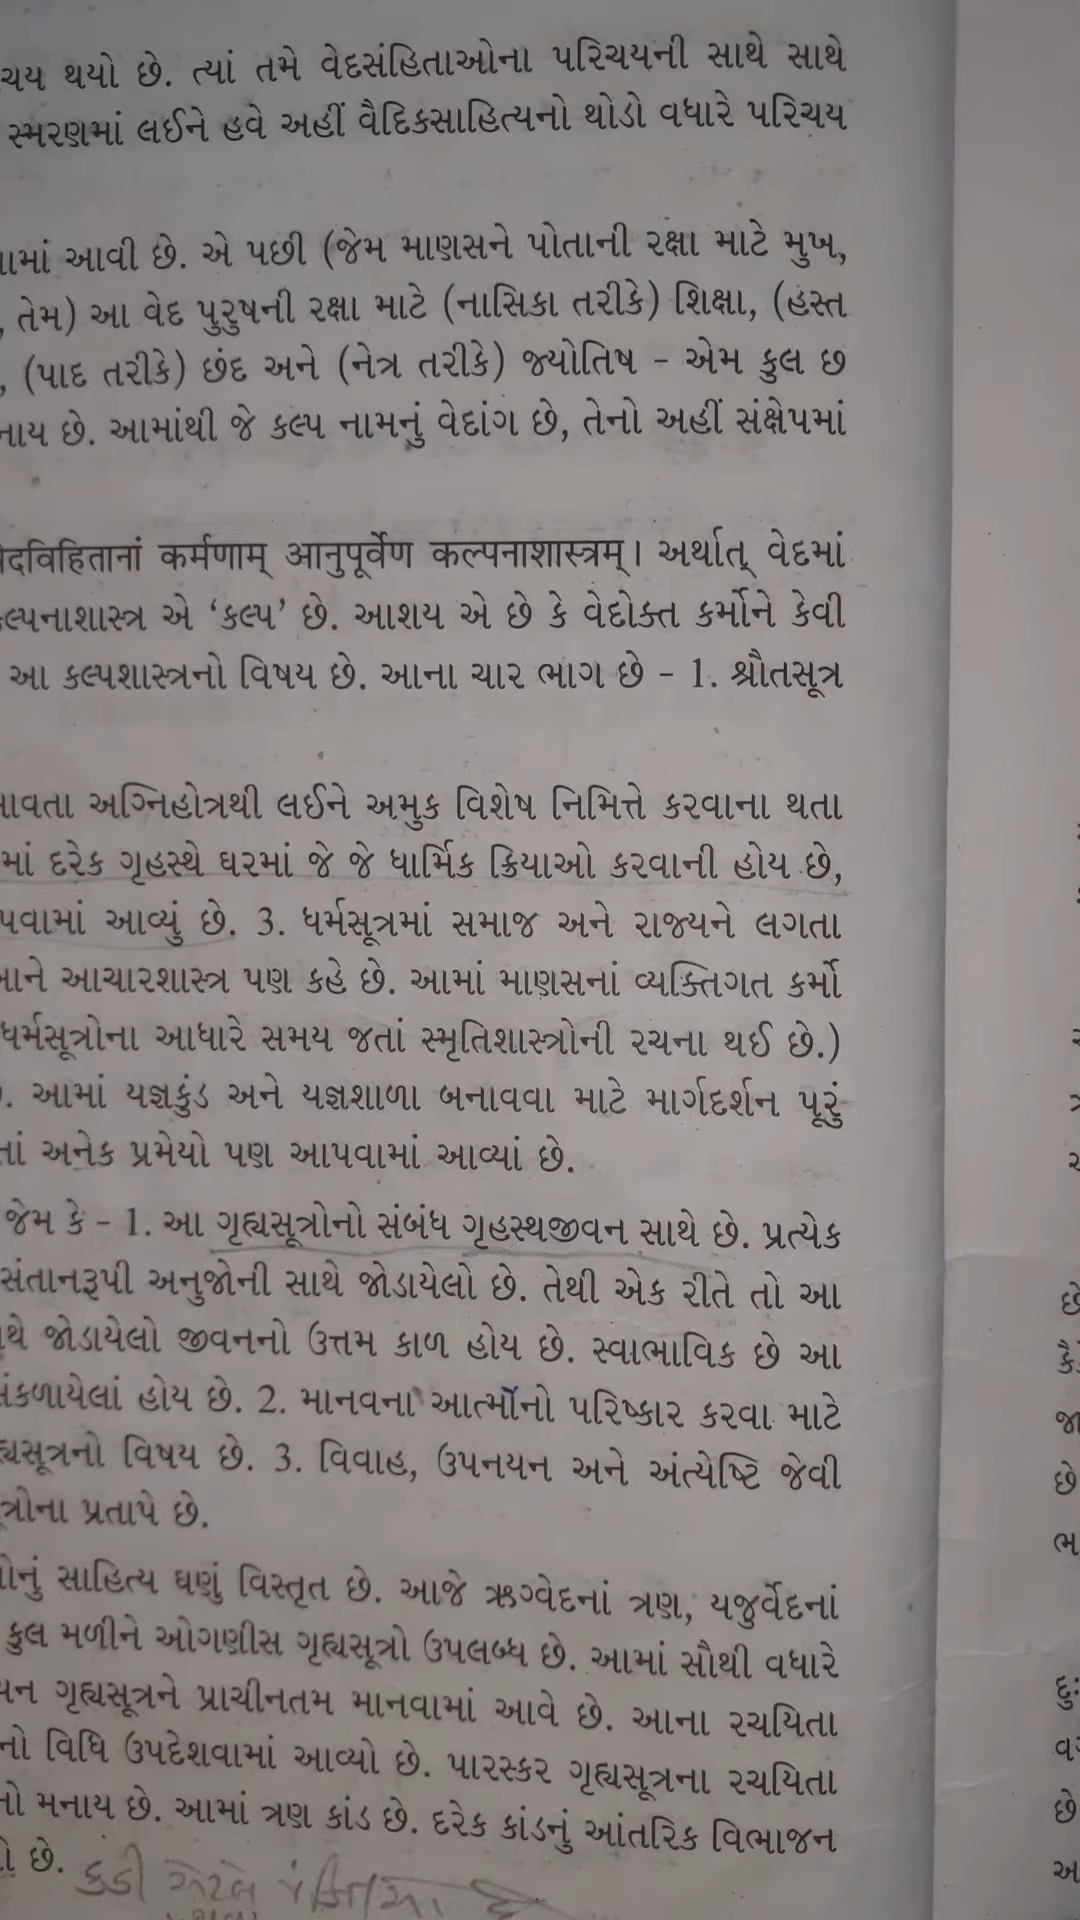 ચય થયો છે. ત્યાં તમે વેદસંહિતાઓના પરિચયની સાથે સાથે
સ્મરણમાં લઈને હવે અહીં વૈદિકસાહિત્યનો થોડો વધારે પરિચય
ામાં આવી છે. એ પછી (જેમ માણસને પોતાની રક્ષા માટે મુખ,
, તેમ) આ વેદ પુરુષની રક્ષા માટે (નાસિકા તરીકે) શિક્ષા, (હસ્ત
, (પાદ તરીકે) છંદ અને (નેત્ર તરીકે) જ્યોતિષ - એમ કુલ છ
નાય છે. આમાંથી જે કલ્પ નામનું વેદાંગ છે, તેનો અહીં સંક્ષેપમાં
ेदविहितानां कर्मणाम् आनुपूर्वेण कल्पनाशास्त्रम्। અર્થાત્ વેદમાં
લ્પનાશાસ્ત્ર એ ‘કલ્પ’ છે. આશય એ છે કે વેદોક્ત કર્મોને કેવી
આ કલ્પશાસ્ત્રનો વિષય છે. આના ચાર ભાગ છે - 1. શ્રૌતસૂત્ર
ાવતા અગ્નિહોત્રથી લઈને અમુક વિશેષ નિમિત્તે કરવાના થતા
માં દરેક ગૃહસ્થે ઘરમાં જે જે ધાર્મિક ક્રિયાઓ કરવાની હોય છે,
પવામાં આવ્યું છે. 3. ધર્મસૂત્રમાં સમાજ અને રાજ્યને લગતા
આને આચારશાસ્ત્ર પણ કહે છે. આમાં માણસનાં વ્યક્તિગત કર્મો
ધર્મસૂત્રોના આધારે સમય જતાં સ્મૃતિશાસ્ત્રોની રચના થઈ છે.)
. આમાં યજ્ઞકુંડ અને યજ્ઞશાળા બનાવવા માટે માર્ગદર્શન પૂરું
તાં અનેક પ્રમેયો પણ આપવામાં આવ્યાં છે.
જેમ કે - 1. આ ગૃહ્યસૂત્રોનો સંબંધ ગૃહસ્થજીવન સાથે છે. પ્રત્યેક
સંતાનરૂપી અનુજોની સાથે જોડાયેલો છે. તેથી એક રીતે તો આ
થે જોડાયેલો જીવનનો ઉત્તમ કાળ હોય છે. સ્વાભાવિક છે આ
સંકળાયેલાં હોય છે. 2. માનવના આત્માનો પરિષ્કાર કરવા માટે
હ્યસૂત્રનો વિષય છે. 3. વિવાહ, ઉપનયન અને અંત્યેષ્ટિ જેવી
ત્રોના પ્રતાપે છે.
ોનું સાહિત્ય ઘણું વિસ્તૃત છે. આજે ઋગ્વેદનાં ત્રણ, યજુર્વેદનાં
કુલ મળીને ઓગણીસ ગૃહ્યસૂત્રો ઉપલબ્ધ છે. આમાં સૌથી વધારે
યન ગૃહ્યસૂત્રને પ્રાચીનતમ માનવામાં આવે છે. આના રચયિતા
નો વિધિ ઉપદેશવામાં આવ્યો છે. પારસ્કર ગૃહ્યસૂત્રના રચયિતા
નો મનાય છે. આમાં ત્રણ કાંડ છે. દરેક કાંડનું આંતરિક વિભાજન
ો છે.